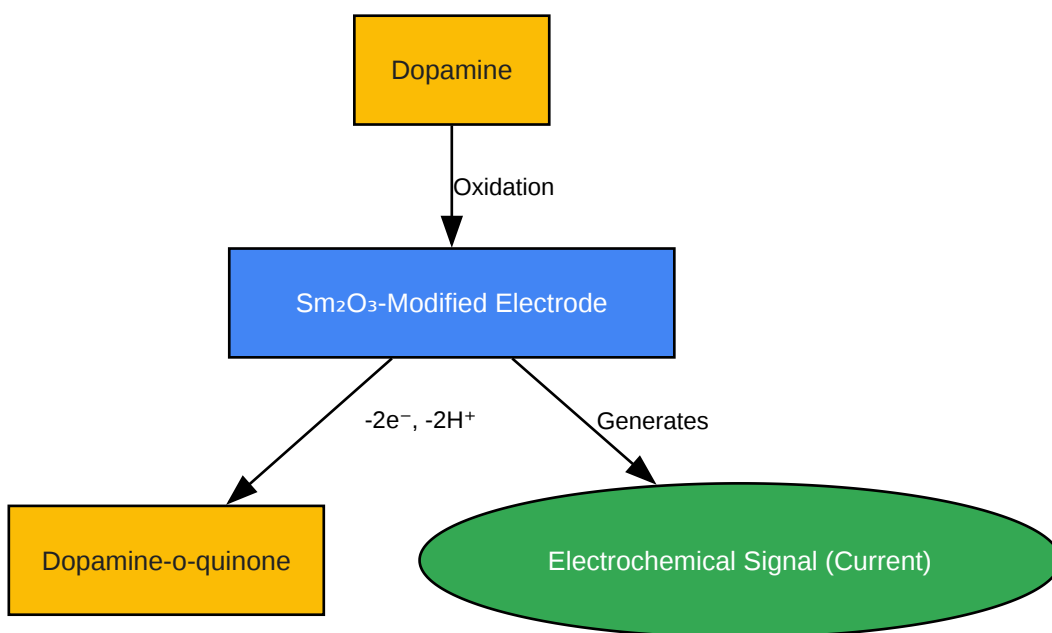 Dopamine
Oxidation
Sm₂O₃-Modified Electrode
-2e⁻, -2H⁺
Generates
Dopamine-o-quinone
Electrochemical Signal (Current)